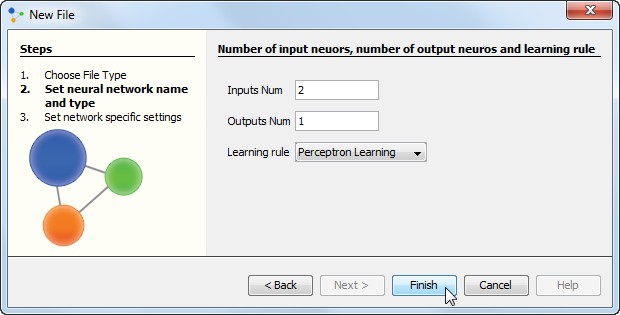 New File
Steps
1. Choose File Type
2. Set neural network name
and type
3. Set network specific settings
Number of input neuors, number of output neuros and learning rule
Inputs Num 2
Outputs Num 1
Learning rule Perceptron Learning
< Back Next > Finish Cancel Help